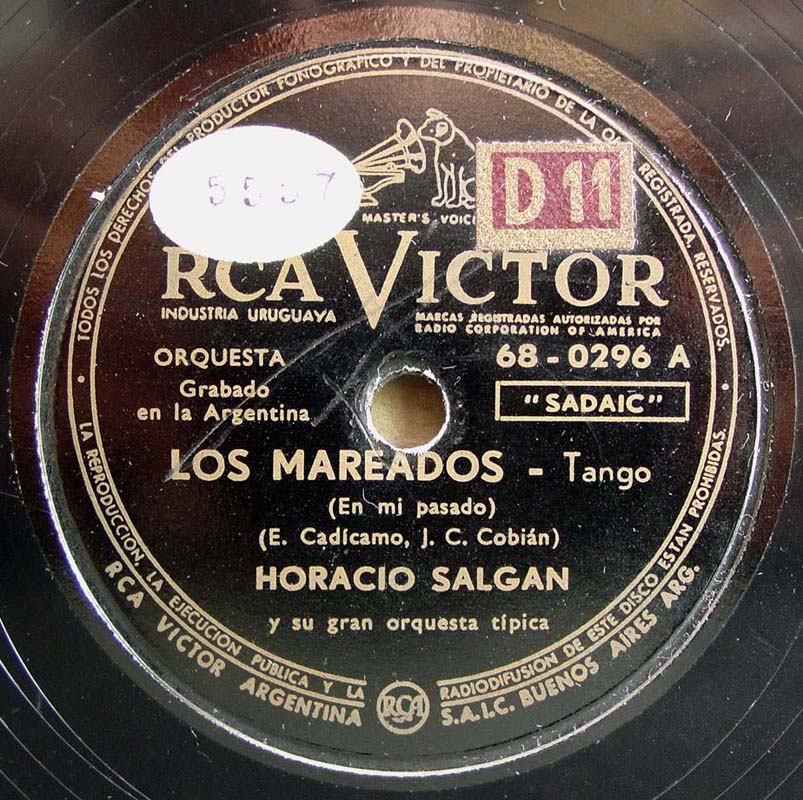 TODOS LOS DERECHOS DEL PRODUCTOR FONOGRAFICO Y DEL PROPIETARIO DE LA REGISTRADA, RESERVADOS.
D 11
MASTER'S VOIC
RCA VICTOR
INDUSTRIA URUGUAYA
MARCAS REGISTRADAS AUTORIZADAS POR
RADIO CORPORATION OF AMERICA
ORQUESTA
68-0296 A
Grabado
en la Argentina
"SADAIC"
LOS MAREADOS - Tango
(En mi pasado)
(E. Cadícamo, J. C. Cobián)
HORACIO SALGAN
y su gran orquesta típica
LA REPRODUCCION, LA EJECUCION PUBLICA Y LA RADIODIFUSION DE ESTE DISCO ESTAN PROHIBIDAS.
RCA VICTOR ARGENTINA S.A.I.C. BUENOS AIRES ARG.
RCA